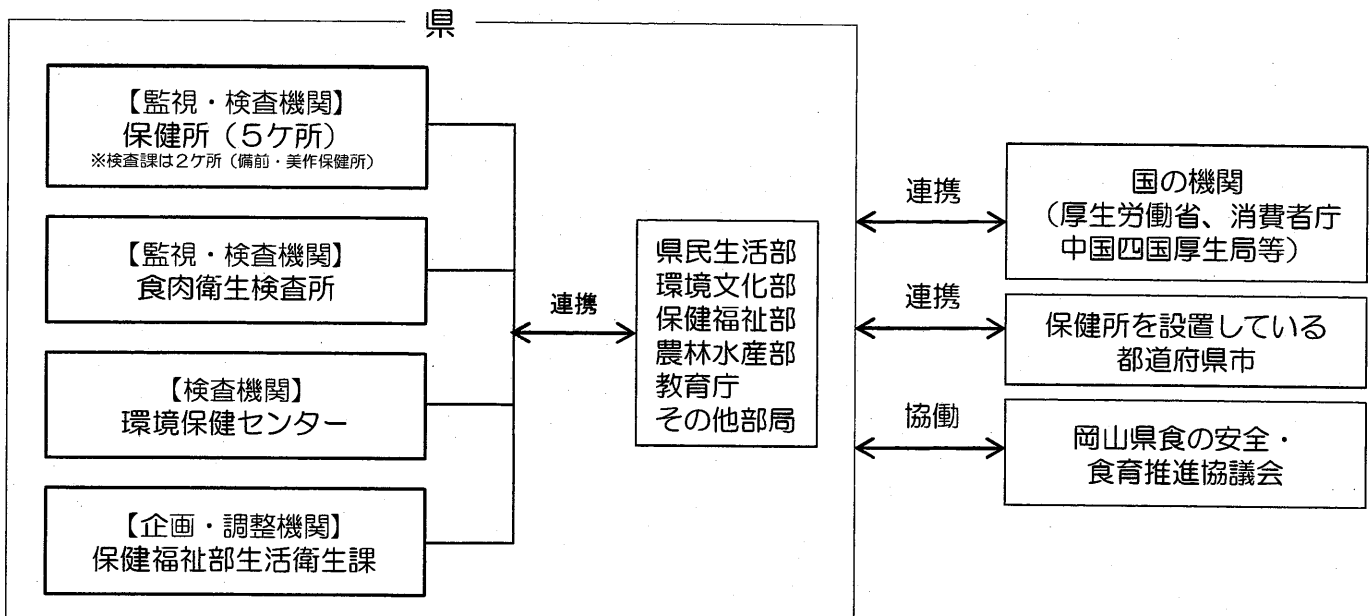 県
【監視・検査機関】
保健所（5ケ所）
※検査課は2ケ所（備前・美作保健所）
【監視・検査機関】
食肉衛生検査所
【検査機関】
環境保健センター
【企画・調整機関】
保健福祉部生活衛生課
連携
県民生活部
環境文化部
保健福祉部
農林水産部
教育庁
その他部局
連携
国の機関
（厚生労働省、消費者庁
中国四国厚生局等）
連携
保健所を設置している
都道府県市
協働
岡山県食の安全・
食育推進協議会